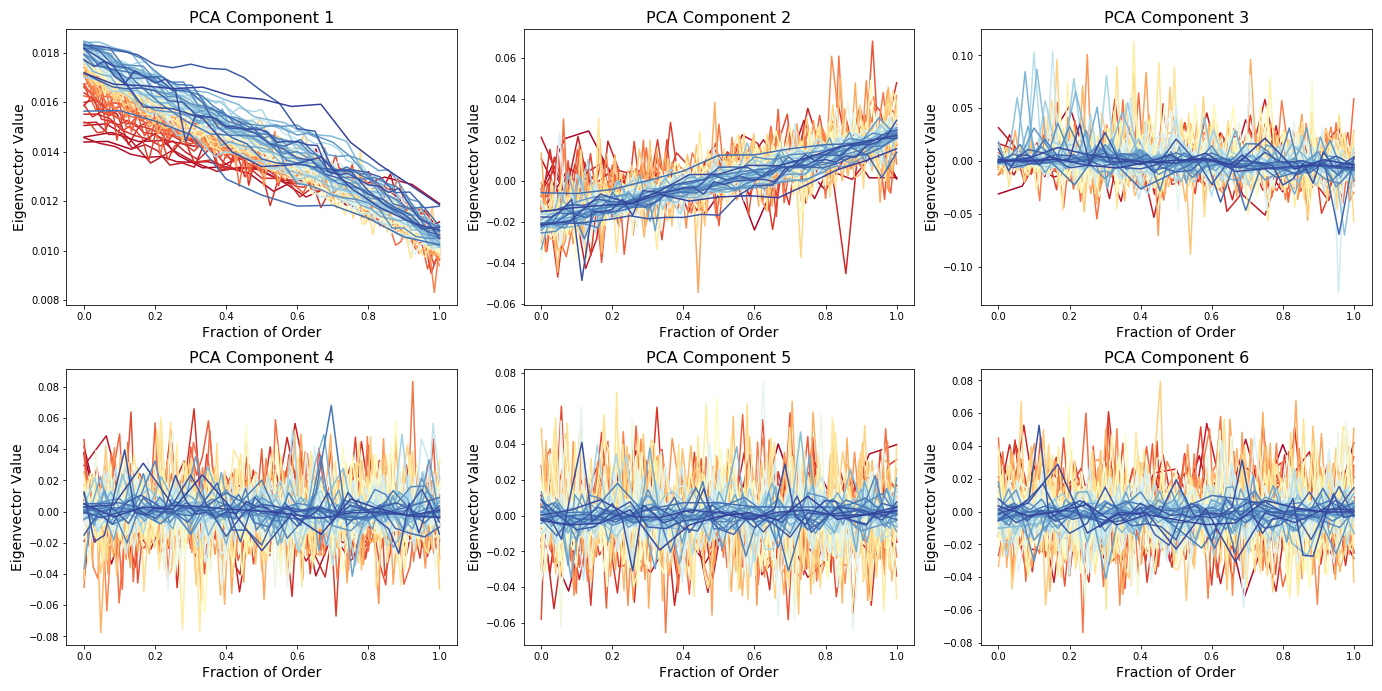 PCA Component 1
Eigenvector Value
0.018
0.016
0.014
0.012
0.010
0.008
0.0 0.2 0.4 0.6 0.8 1.0
Fraction of Order
PCA Component 2
Eigenvector Value
0.06
0.04
0.02
0.00
−0.02
−0.04
−0.06
0.0 0.2 0.4 0.6 0.8 1.0
Fraction of Order
PCA Component 3
Eigenvector Value
0.10
0.05
0.00
−0.05
−0.10
0.0 0.2 0.4 0.6 0.8 1.0
Fraction of Order
PCA Component 4
Eigenvector Value
0.08
0.06
0.04
0.02
0.00
−0.02
−0.04
−0.06
−0.08
0.0 0.2 0.4 0.6 0.8 1.0
Fraction of Order
PCA Component 5
Eigenvector Value
0.08
0.06
0.04
0.02
0.00
−0.02
−0.04
−0.06
0.0 0.2 0.4 0.6 0.8 1.0
Fraction of Order
PCA Component 6
Eigenvector Value
0.08
0.06
0.04
0.02
0.00
−0.02
−0.04
−0.06
−0.08
0.0 0.2 0.4 0.6 0.8 1.0
Fraction of Order